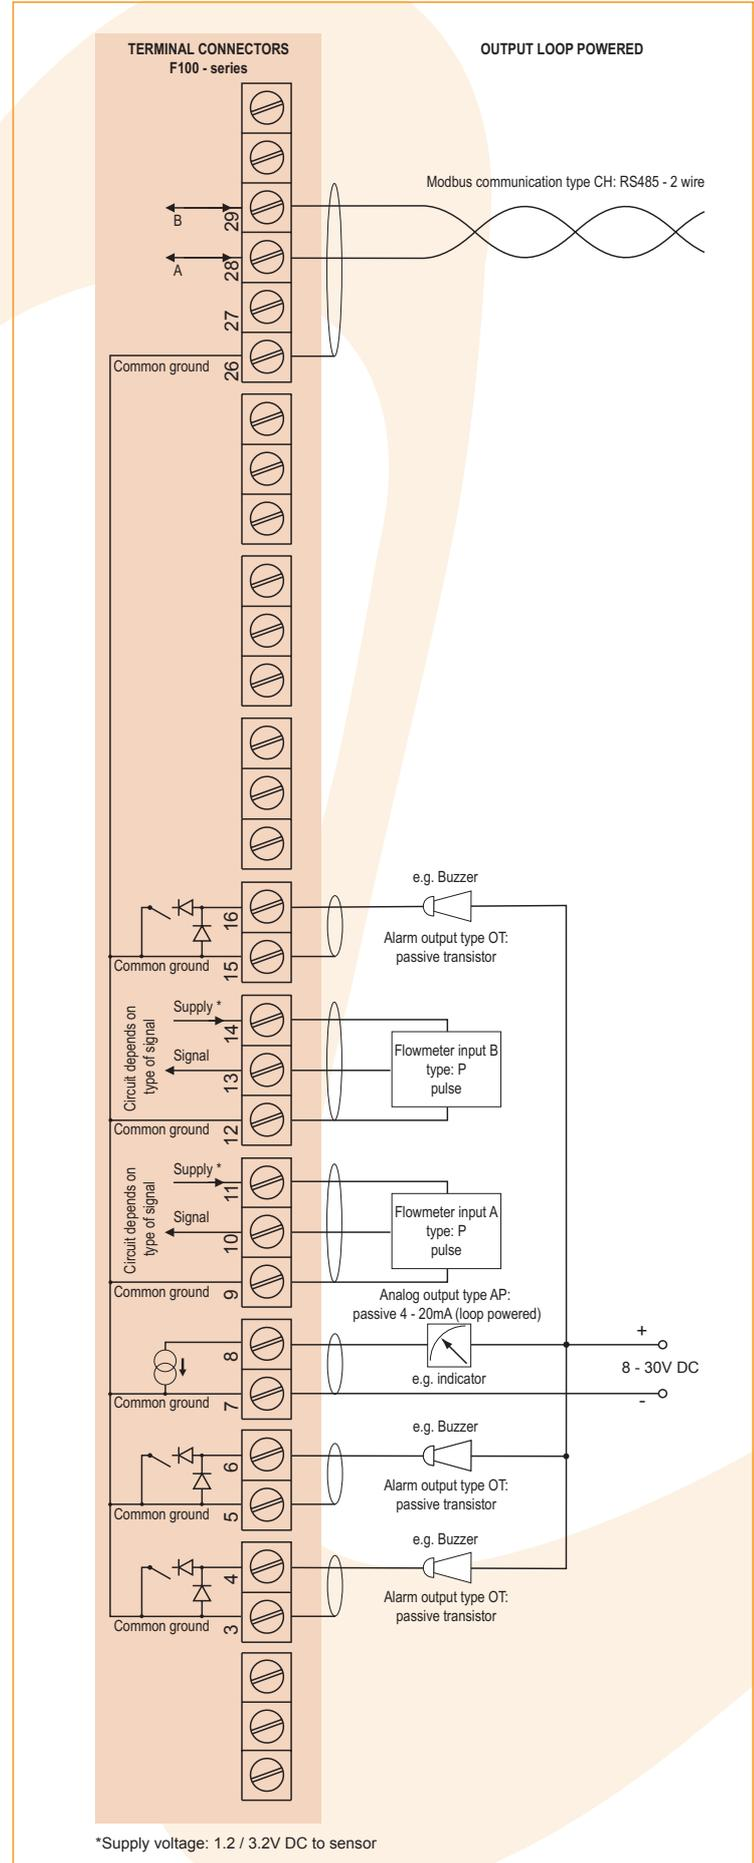 TERMINAL CONNECTORS
F100 - series
OUTPUT LOOP POWERED
Modbus communication type CH: RS485 - 2 wire
B
29
A
28
27
Common ground
26
e.g. Buzzer
16
Alarm output type OT:
passive transistor
Common ground
15
Circuit depends on
type of signal
Supply *
14
Signal
13
Flowmeter input B
type: P
pulse
Common ground
12
Circuit depends on
type of signal
Supply *
11
Signal
10
Flowmeter input A
type: P
pulse
Common ground
9
Analog output type AP:
passive 4 - 20mA (loop powered)
8
e.g. indicator
+
8 - 30V DC
-
Common ground
7
e.g. Buzzer
6
Alarm output type OT:
passive transistor
Common ground
5
e.g. Buzzer
4
Alarm output type OT:
passive transistor
Common ground
3
*Supply voltage: 1.2 / 3.2V DC to sensor